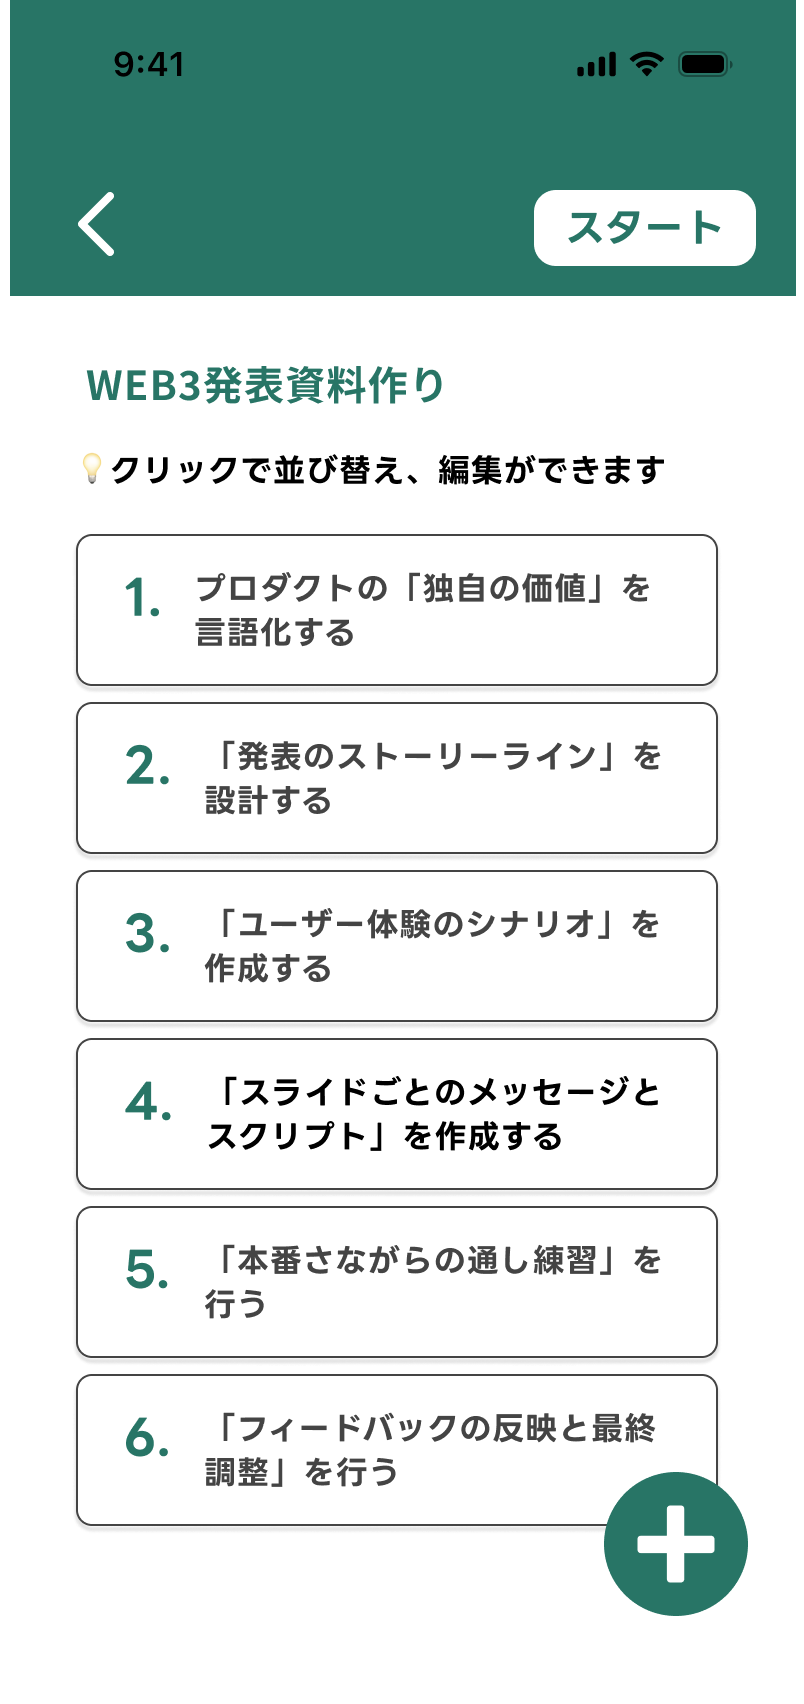 9:41
スタート
WEB3発表資料作り
💡クリックで並び替え、編集ができます
1. プロダクトの「独自の価値」を
言語化する
2. 「発表のストーリーライン」を
設計する
3. 「ユーザー体験のシナリオ」を
作成する
4. 「スライドごとのメッセージと
スクリプト」を作成する
5. 「本番さながらの通し練習」を
行う
6. 「フィードバックの反映と最終
調整」を行う